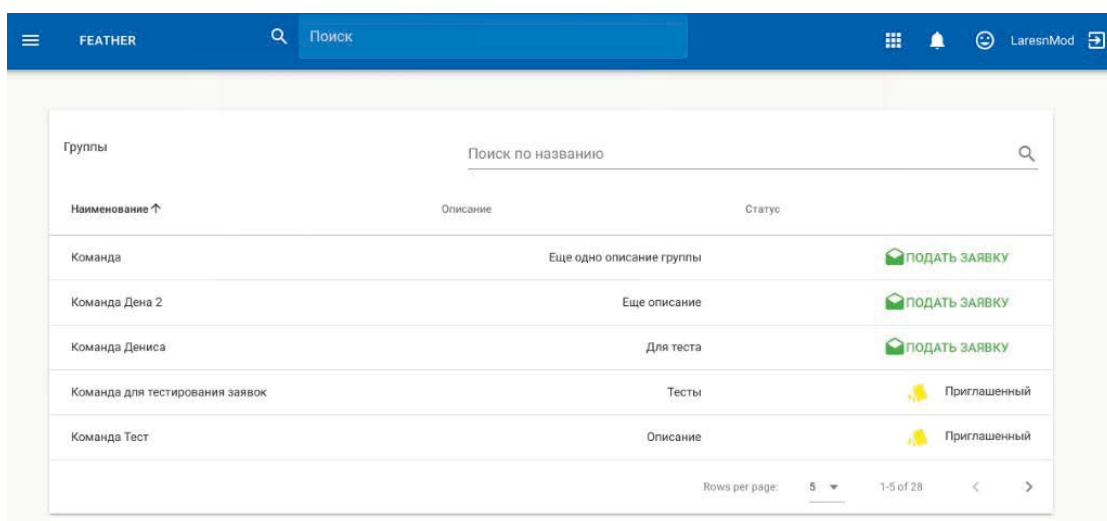 FEATHER Поиск LaresnMod
Группы Поиск по названию
Наименование Описание Статус
Команда Еще одно описание группы ПОДАТЬ ЗАЯВКУ
Команда Дена 2 Еще описание ПОДАТЬ ЗАЯВКУ
Команда Дениса Для теста ПОДАТЬ ЗАЯВКУ
Команда для тестирования заявок Тесты Приглашенный
Команда Тест Описание Приглашенный
Rows per page: 5 1-5 of 28